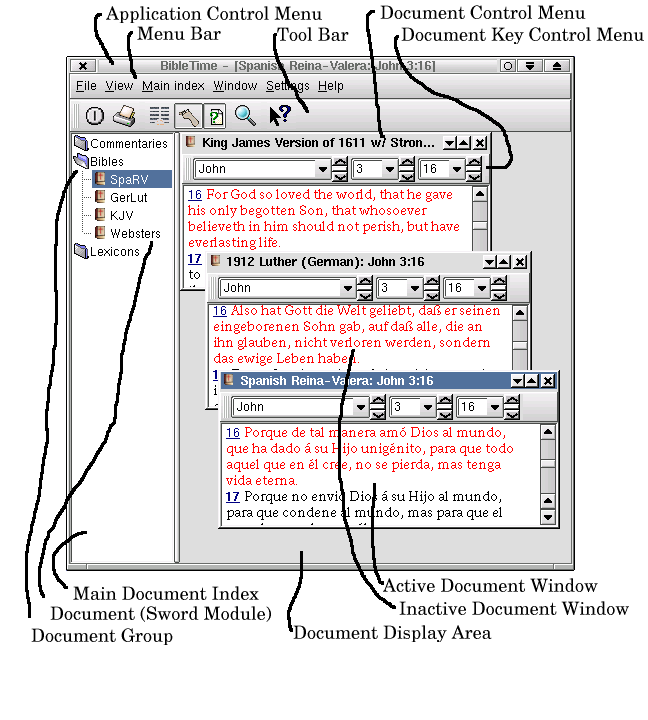 Application Control Menu
Document Control Menu
Menu Bar
Tool Bar
Document Key Control Menu
BibleTime - [Spanish Reina-Valera: John 3:16]
File View Main index Window Settings Help
Commentaries
Bibles
SpaRV
GerLut
KJV
Websters
Lexicons
King James Version of 1611 w/ Stron...
John 3 16
16 For God so loved the world, that he gave
his only begotten Son, that whosoever
believeth in him should not perish, but have
everlasting life.
17
to
1912 Luther (German): John 3:16
John 3 16
16 Also hat Gott die Welt geliebt, daß er seinen
eingeborenen Sohn gab, auf daß alle, die an
ihn glauben, nicht verloren werden, sondern
das ewige Leben haben.
Spanish Reina-Valera: John 3:16
John 3 16
16 Porque de tal manera amó Dios al mundo,
que ha dado á su Hijo unigénito, para que todo
aquel que en él cree, no se pierda, mas tenga
vida eterna.
17 Porque no envió Dios á su Hijo al mundo,
para que condene al mundo, mas para que el
Main Document Index
Document (Sword Module)
Document Group
Active Document Window
Inactive Document Window
Document Display Area